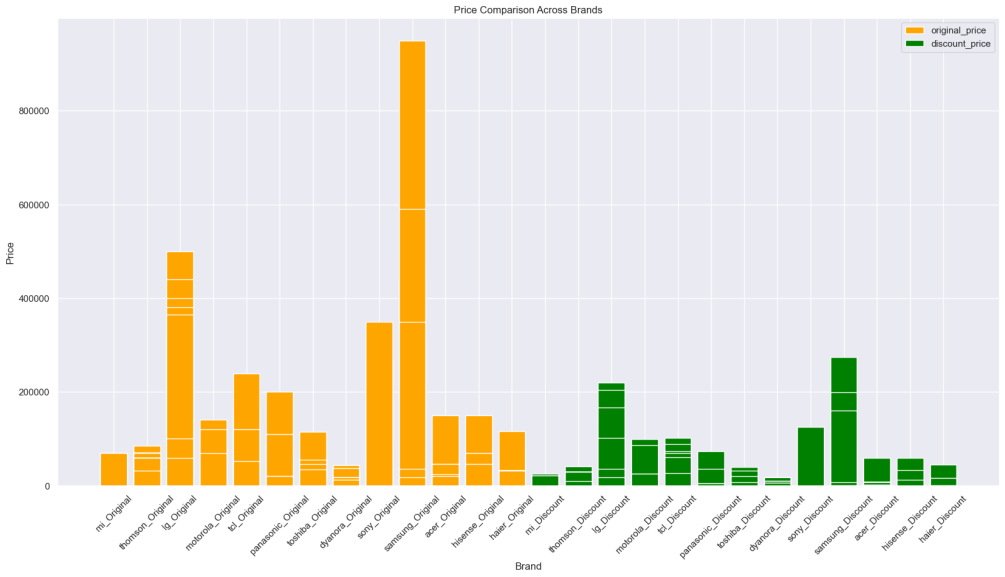 Price Comparison Across Brands
original_price
discount_price
Price
800000
600000
400000
200000
0
mi_Original
thomson_Original
lg_Original
motorola_Original
tcl_Original
panasonic_Original
toshiba_Original
dyanora_Original
sony_Original
samsung_Original
acer_Original
hisense_Original
haier_Original
mi_Discount
thomson_Discount
lg_Discount
motorola_Discount
tcl_Discount
panasonic_Discount
toshiba_Discount
dyanora_Discount
sony_Discount
samsung_Discount
acer_Discount
hisense_Discount
haier_Discount
Brand